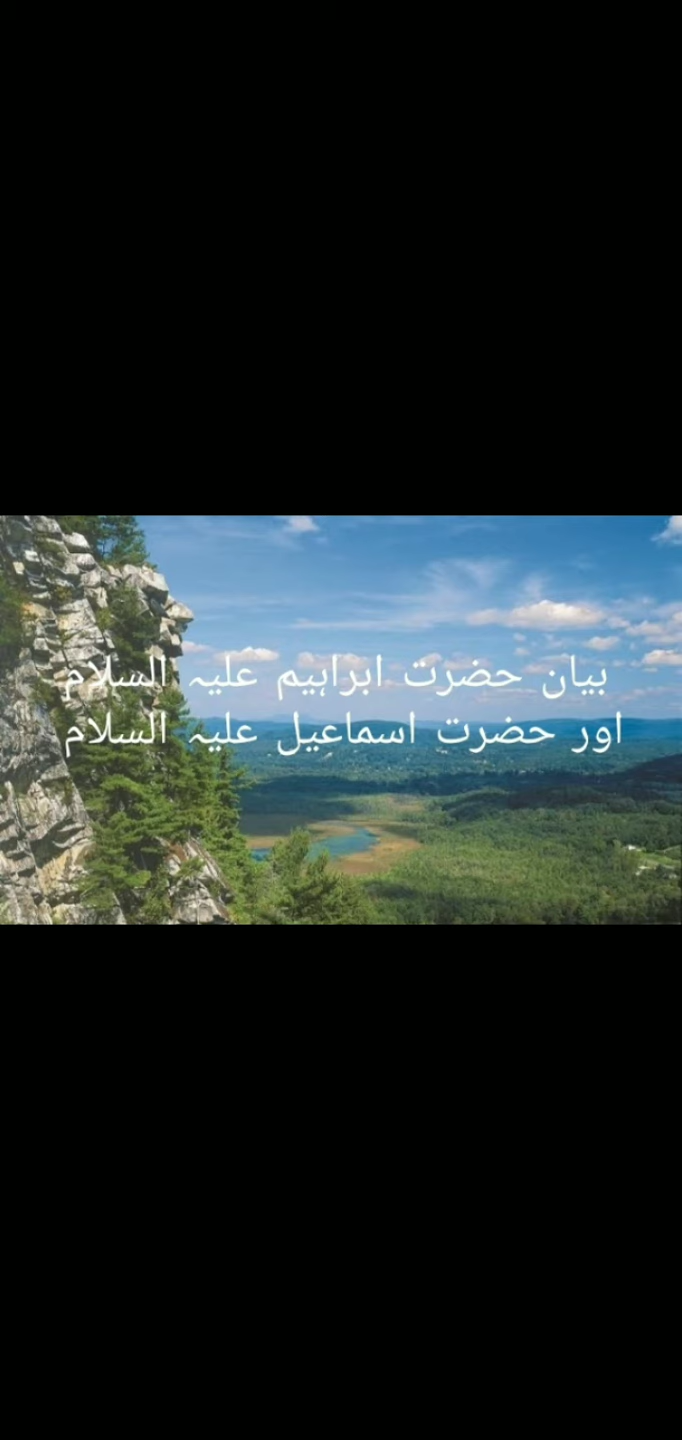 بیان حضرت ابراہیم علیہ السلام
اور حضرت اسماعیل علیہ السلام